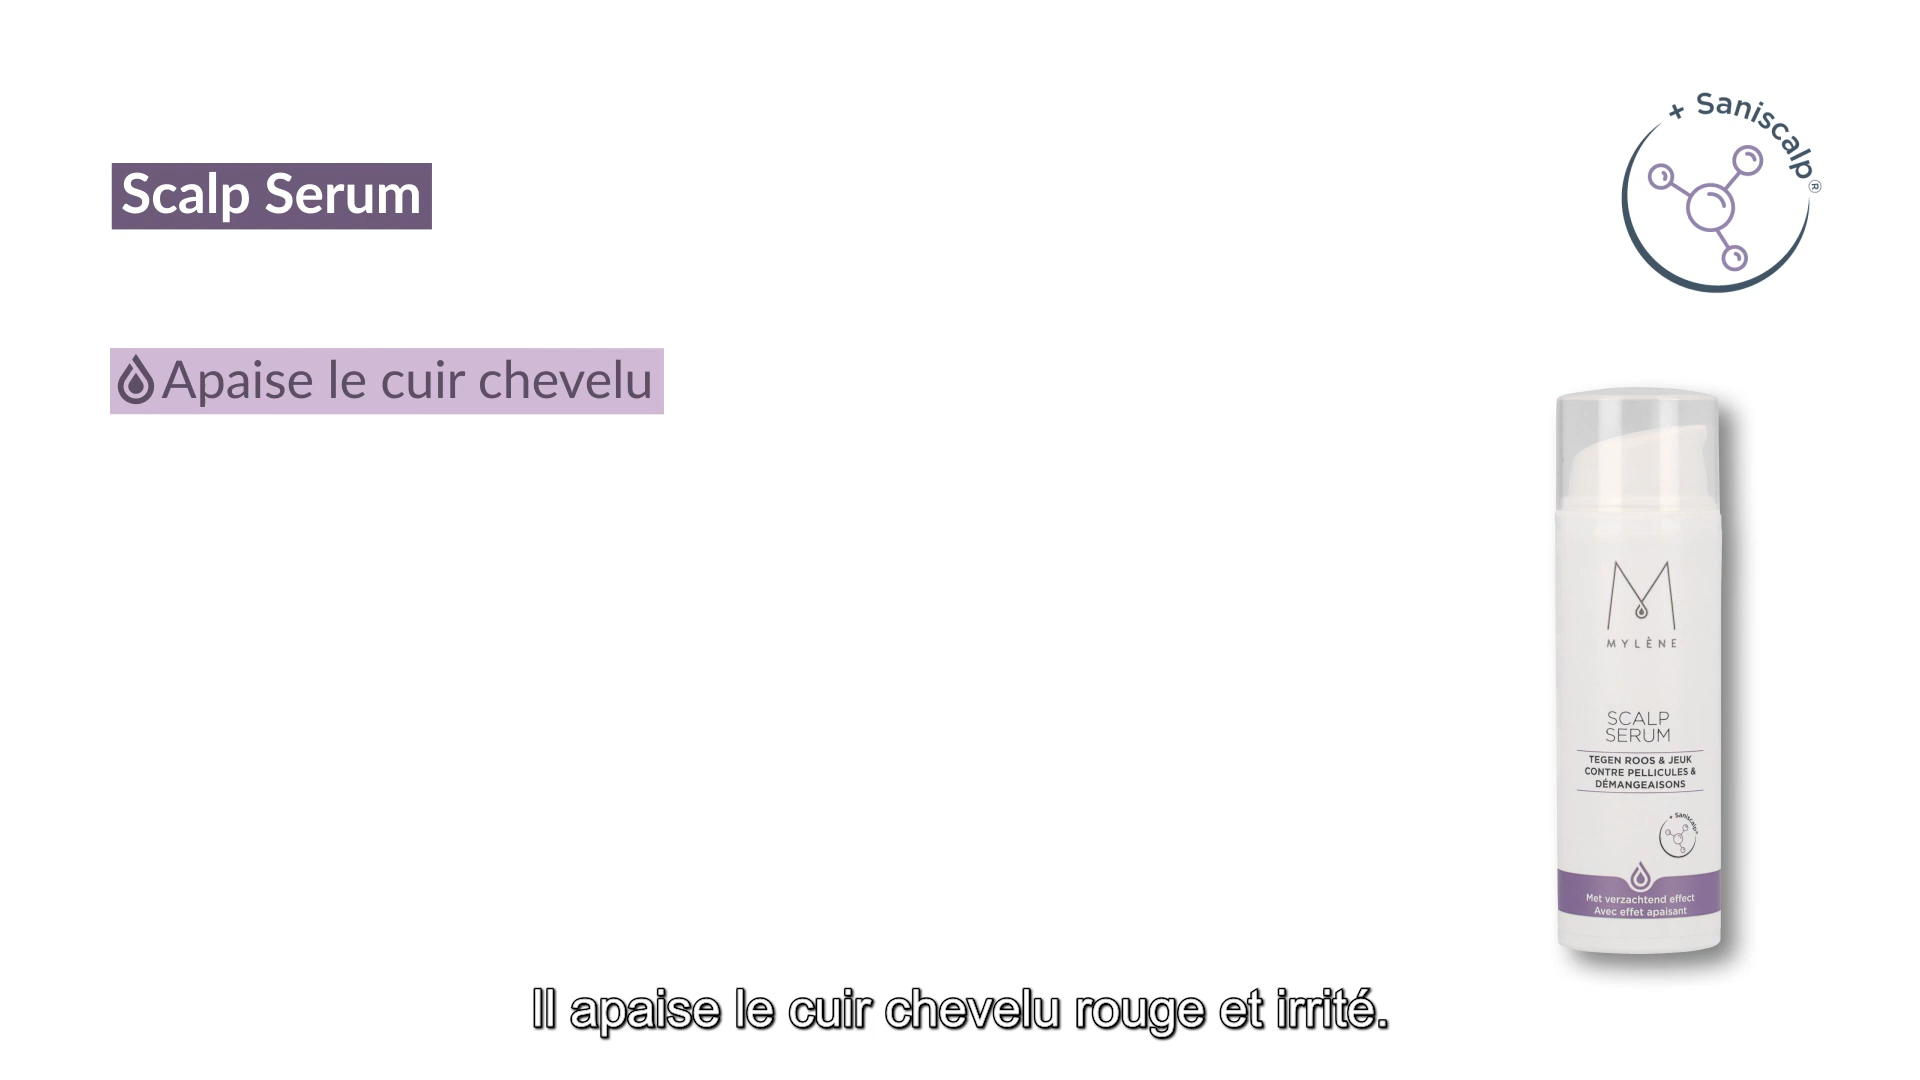 + Saniscalp®
Scalp Serum
Apaise le cuir chevelu
MYLÈNE
SCALP
SERUM
TEGEN ROOS & JEUK
CONTRE PELLICULES &
DÉMANGEAISONS
+ Saniscalp®
Met verzachtend effect
Avec effet apaisant
Il apaise le cuir chevelu rouge et irrité.